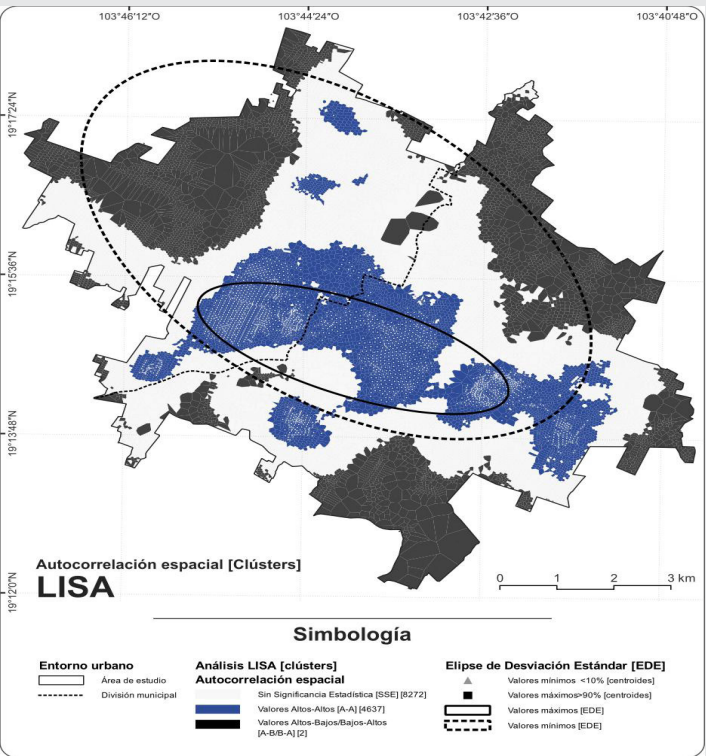 103°46'12"O 103°44'24"O 103°42'36"O 103°40'48"O
19°17'24"N
19°15'36"N
19°13'48"N
19°12'0"N
Autocorrelación espacial [Clústers]
LISA
0 1 2 3 km
Simbología
Entorno urbano
Área de estudio
División municipal
Análisis LISA [clústers]
Autocorrelación espacial
Sin Significancia Estadística [SSE] [8272]
Valores Altos-Altos [A-A] [4637]
Valores Altos-Bajos/Bajos-Altos
[A-B/B-A] [2]
Elipse de Desviación Estándar [EDE]
Valores mínimos <10% [centroides]
Valores máximos>90% [centroides]
Valores máximos [EDE]
Valores mínimos [EDE]